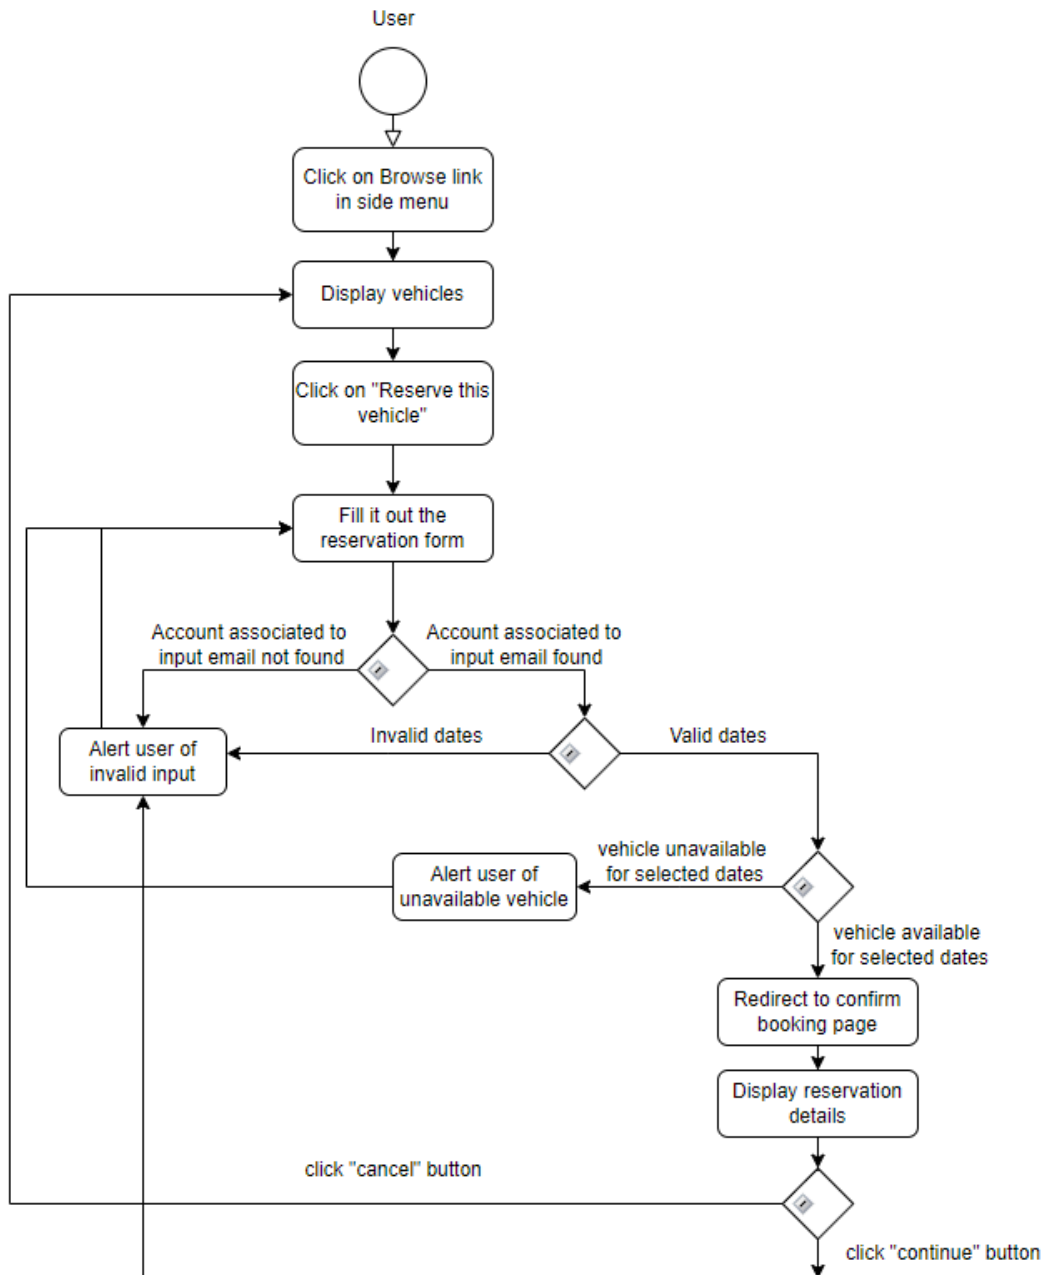 User
Click on Browse link
in side menu
Display vehicles
Click on "Reserve this
vehicle"
Fill it out the
reservation form
Account associated to
input email not found
Account associated to
input email found
Alert user of
invalid input
Invalid dates
Valid dates
Alert user of
unavailable vehicle
vehicle unavailable
for selected dates
vehicle available
for selected dates
Redirect to confirm
booking page
Display reservation
details
click "cancel" button
click "continue" button